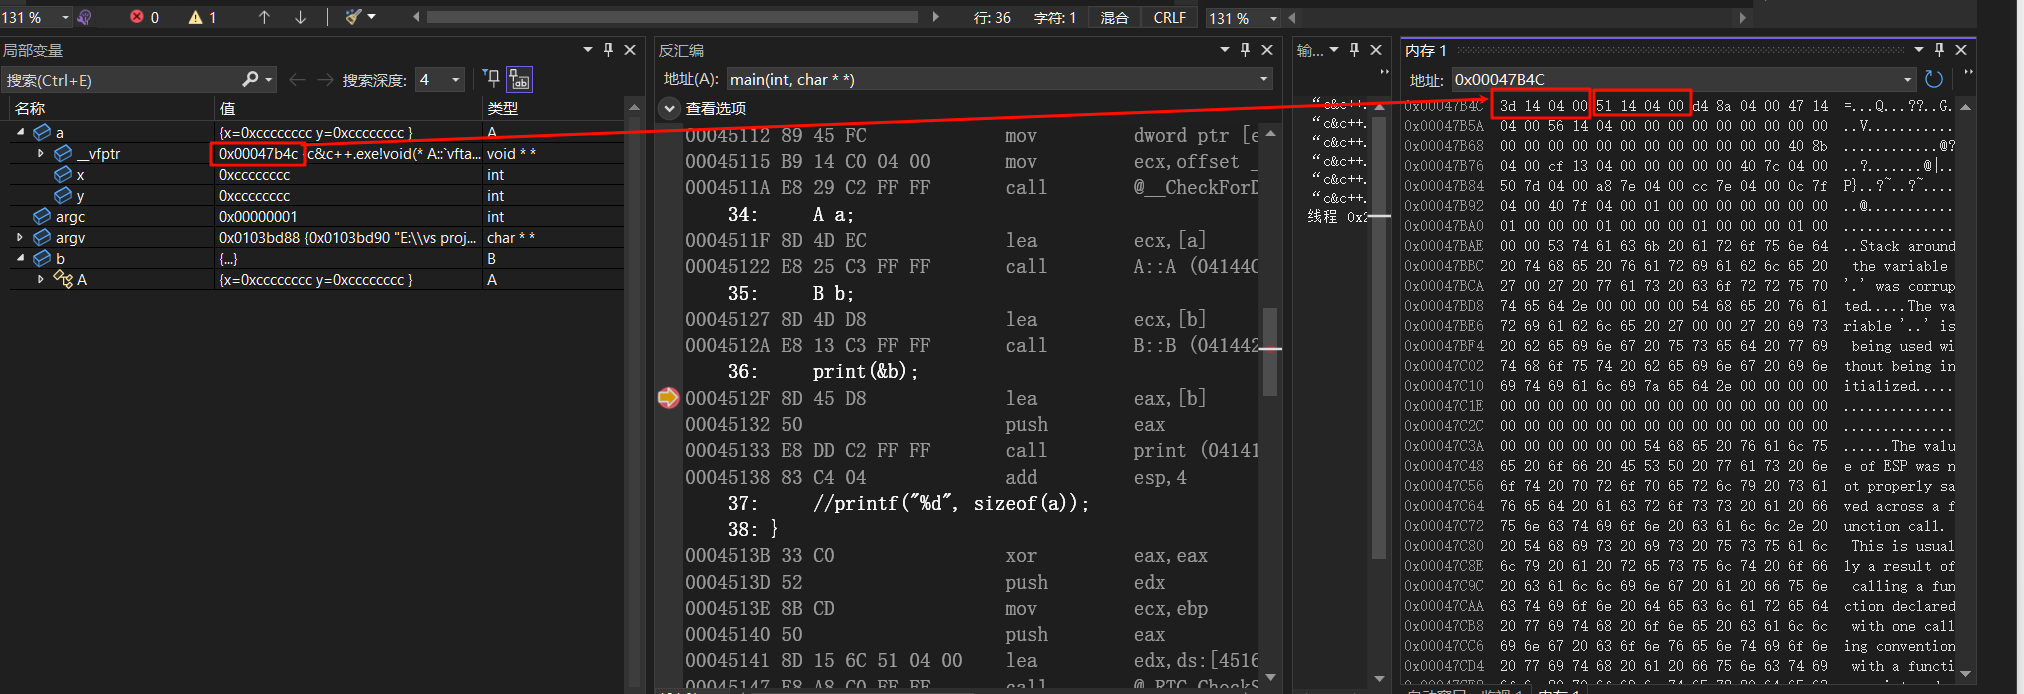 131 %
0
1
行: 36
字符: 1
混合
CRLF
131 %
局部变量
搜索(Ctrl+E)
搜索深度:
4
名称
值
类型
a
{x=0xcccccccc y=0xcccccccc }
A
__vfptr
0x00047b4c
c&c++.exe!void(* A::`vfta...
void * *
x
0xcccccccc
int
y
0xcccccccc
int
argc
0x00000001
int
argv
0x0103bd88 {0x0103bd90 "E:\\vs proj...
char * *
b
{...}
B
A
{x=0xcccccccc y=0xcccccccc }
A
反汇编
地址(A):
main(int, char * *)
查看选项
00045112 89 45 FC mov dword ptr [e
00045115 B9 14 C0 04 00 mov ecx,offset _
0004511A E8 29 C2 FF FF call @__CheckForD
34: A a;
0004511F 8D 4D EC lea ecx,[a]
00045122 E8 25 C3 FF FF call A::A (04144C
35: B b;
00045127 8D 4D D8 lea ecx,[b]
0004512A E8 13 C3 FF FF call B::B (041442
36: print(&b);
0004512F 8D 45 D8 lea eax,[b]
00045132 50 push eax
00045133 E8 DD C2 FF FF call print (04141
00045138 83 C4 04 add esp,4
37: //printf("%d", sizeof(a));
38: }
0004513B 33 C0 xor eax,eax
0004513D 52 push edx
0004513E 8B CD mov ecx,ebp
00045140 50 push eax
00045141 8D 15 6C 51 04 00 lea edx,ds:[4516
00045147 E8 A8 C0 FF FF call @_RTC_CheckS
输...
“c&c++.
“c&c++.
“c&c++.
“c&c++.
“c&c++.
“c&c++.
线程 0x2
内存 1
地址:
0x00047B4C
0x00047B4C 3d 14 04 00 51 14 04 00 d4 8a 04 00 47 14 =...Q...??..G.
0x00047B5A 04 00 56 14 04 00 00 00 00 00 00 00 00 00 ..V...........
0x00047B68 00 00 00 00 00 00 00 00 00 00 00 00 40 8b ............@?
0x00047B76 04 00 cf 13 04 00 00 00 00 00 40 7c 04 00 ..?.......@|..
0x00047B84 50 7d 04 00 a8 7e 04 00 cc 7e 04 00 0c 7f P}..?~..?~....
0x00047B92 04 00 40 7f 04 00 01 00 00 00 00 00 00 00 ..@...........
0x00047BA0 01 00 00 00 01 00 00 00 01 00 00 00 01 00 ..............
0x00047BAE 00 00 53 74 61 63 6b 20 61 72 6f 75 6e 64 ..Stack around
0x00047BBC 20 74 68 65 20 76 61 72 69 61 62 6c 65 20 the variable
0x00047BCA 27 00 27 20 77 61 73 20 63 6f 72 72 75 70 '.' was corrup
0x00047BD8 74 65 64 2e 00 00 00 00 54 68 65 20 76 61 ted.....The va
0x00047BE6 72 69 61 62 6c 65 20 27 00 00 27 20 69 73 riable '..' is
0x00047BF4 20 62 65 69 6e 67 20 75 73 65 64 20 77 69 being used wi
0x00047C02 74 68 6f 75 74 20 62 65 69 6e 67 20 69 6e thout being in
0x00047C10 69 74 69 61 6c 69 7a 65 64 2e 00 00 00 00 itialized.....
0x00047C1E 00 00 00 00 00 00 00 00 00 00 00 00 00 00 ..............
0x00047C2C 00 00 00 00 00 00 00 00 00 00 00 00 00 00 ..............
0x00047C3A 00 00 00 00 00 00 54 68 65 20 76 61 6c 75 ......The valu
0x00047C48 65 20 6f 66 20 45 53 50 20 77 61 73 20 6e e of ESP was n
0x00047C56 6f 74 20 70 72 6f 70 65 72 6c 79 20 73 61 ot properly sa
0x00047C64 76 65 64 20 61 63 72 6f 73 73 20 61 20 66 ved across a f
0x00047C72 75 6e 63 74 69 6f 6e 20 63 61 6c 6c 2e 20 unction call.
0x00047C80 20 54 68 69 73 20 69 73 20 75 73 75 61 6c This is usual
0x00047C8E 6c 79 20 61 20 72 65 73 75 6c 74 20 6f 66 ly a result of
0x00047C9C 20 63 61 6c 6c 69 6e 67 20 61 20 66 75 6e calling a fun
0x00047CAA 63 74 69 6f 6e 20 64 65 63 6c 61 72 65 64 ction declared
0x00047CB8 20 77 69 74 68 20 6f 6e 65 20 63 61 6c 6c with one call
0x00047CC6 69 6e 67 20 63 6f 6e 76 65 6e 74 69 6f 6e ing convention
0x00047CD4 20 77 69 74 68 20 61 20 66 75 6e 63 74 69 with a functi